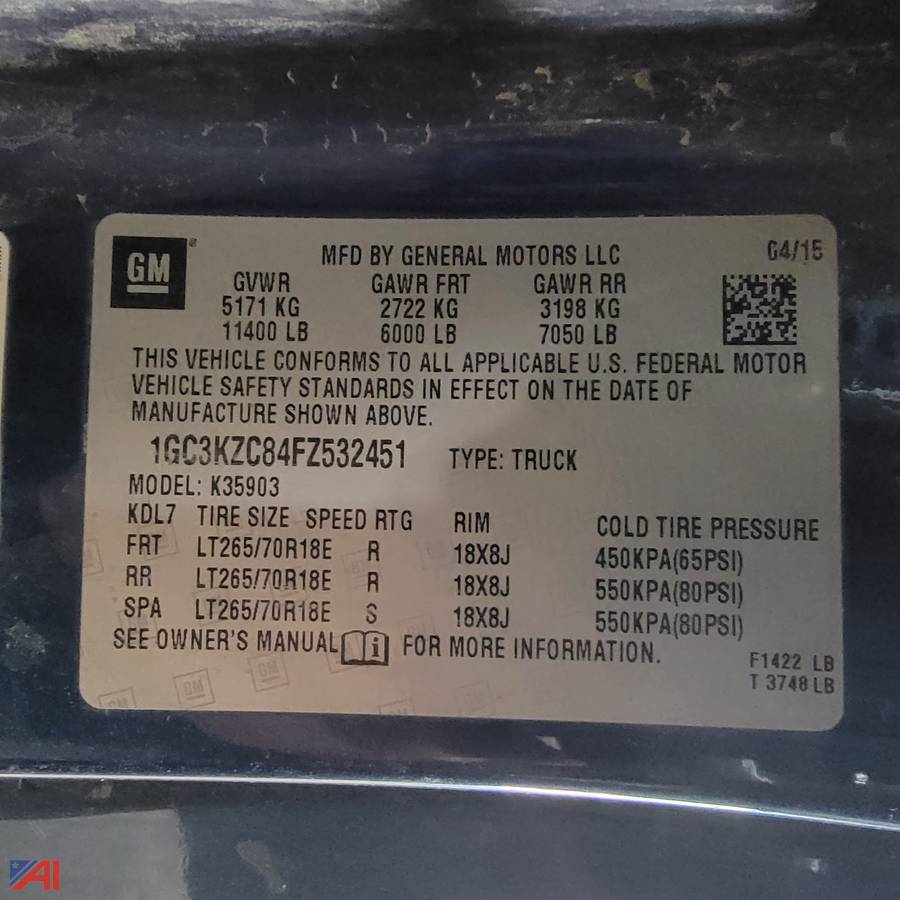 GM
MFD BY GENERAL MOTORS LLC 04/15
GVWR GAWR FRT GAWR RR
5171 KG 2722 KG 3198 KG
11400 LB 6000 LB 7050 LB
THIS VEHICLE CONFORMS TO ALL APPLICABLE U.S. FEDERAL MOTOR
VEHICLE SAFETY STANDARDS IN EFFECT ON THE DATE OF
MANUFACTURE SHOWN ABOVE.
1GC3KZC84FZ532451 TYPE: TRUCK
MODEL: K35903
KDL7 TIRE SIZE SPEED RTG RIM COLD TIRE PRESSURE
FRT LT265/70R18E R 18X8J 450KPA(65PSI)
RR LT265/70R18E R 18X8J 550KPA(80PSI)
SPA LT265/70R18E S 18X8J 550KPA(80PSI)
SEE OWNER'S MANUAL i FOR MORE INFORMATION.
F1422 LB
T 3748 LB
GM GM GM
AI